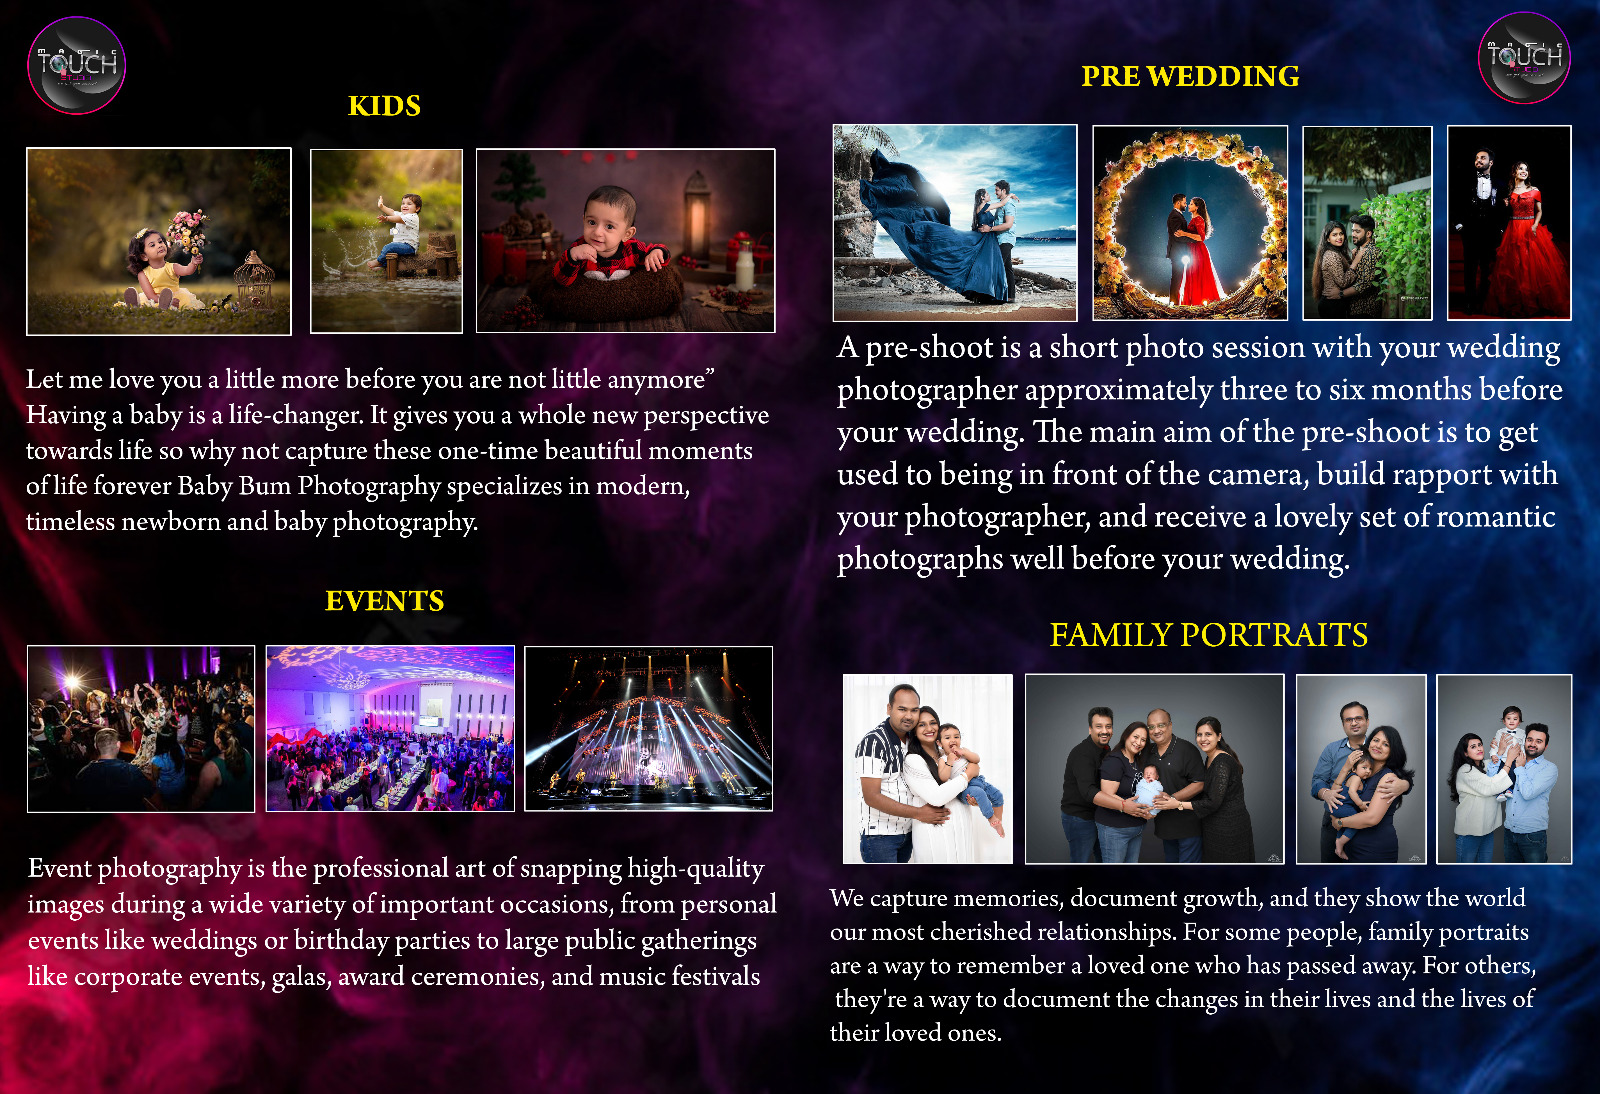 MAGIC
TOUCH
STUDIO
KIDS
Let me love you a little more before you are not little anymore”
Having a baby is a life-changer. It gives you a whole new perspective
towards life so why not capture these one-time beautiful moments
of life forever Baby Bum Photography specializes in modern,
timeless newborn and baby photography.
EVENTS
Event photography is the professional art of snapping high-quality
images during a wide variety of important occasions, from personal
events like weddings or birthday parties to large public gatherings
like corporate events, galas, award ceremonies, and music festivals
MAGIC
TOUCH
STUDIO
PRE WEDDING
A pre-shoot is a short photo session with your wedding
photographer approximately three to six months before
your wedding. The main aim of the pre-shoot is to get
used to being in front of the camera, build rapport with
your photographer, and receive a lovely set of romantic
photographs well before your wedding.
FAMILY PORTRAITS
We capture memories, document growth, and they show the world
our most cherished relationships. For some people, family portraits
are a way to remember a loved one who has passed away. For others,
they're a way to document the changes in their lives and the lives of
their loved ones.